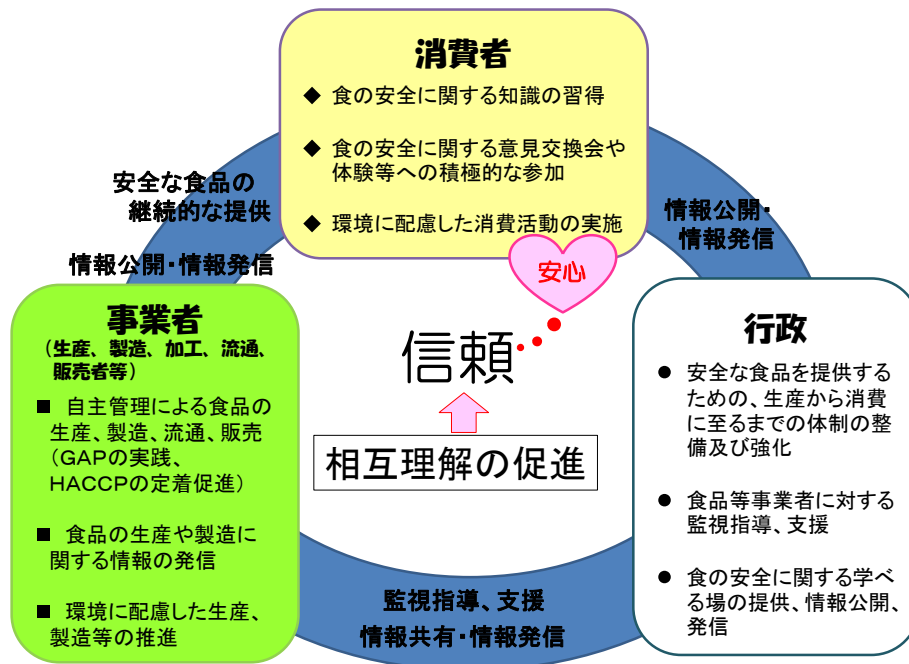 消費者
◆ 食の安全に関する知識の習得
◆ 食の安全に関する意見交換会や
体験等への積極的な参加
◆ 環境に配慮した消費活動の実施
安全な食品の
継続的な提供
情報公開・情報発信
情報公開・
情報発信
安心
信頼
相互理解の促進
事業者
(生産、製造、加工、流通、
販売者等)
■ 自主管理による食品の
生産、製造、流通、販売
(GAPの実践、
HACCPの定着促進)
■ 食品の生産や製造に
関する情報の発信
■ 環境に配慮した生産、
製造等の推進
行政
● 安全な食品を提供する
ための、生産から消費
に至るまでの体制の整
備及び強化
● 食品等事業者に対する
監視指導、支援
● 食の安全に関する学べ
る場の提供、情報公開、
発信
監視指導、支援
情報共有・情報発信